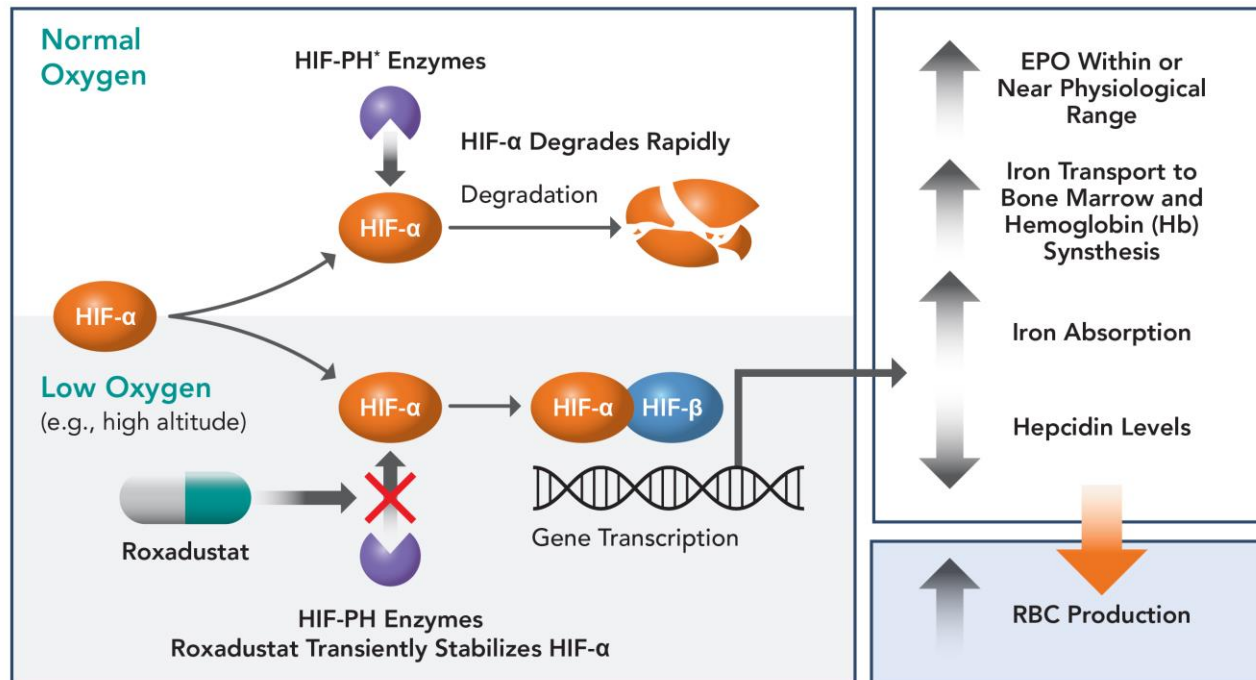 Normal
Oxygen
HIF-PH* Enzymes
HIF-α Degrades Rapidly
Degradation
HIF-α
HIF-α
Low Oxygen
(e.g., high altitude)
HIF-α
HIF-α
HIF-β
Roxadustat
Gene Transcription
HIF-PH Enzymes
Roxadustat Transiently Stabilizes HIF-α
EPO Within or
Near Physiological
Range
Iron Transport to
Bone Marrow and
Hemoglobin (Hb)
Synsthesis
Iron Absorption
Hepcidin Levels
RBC Production